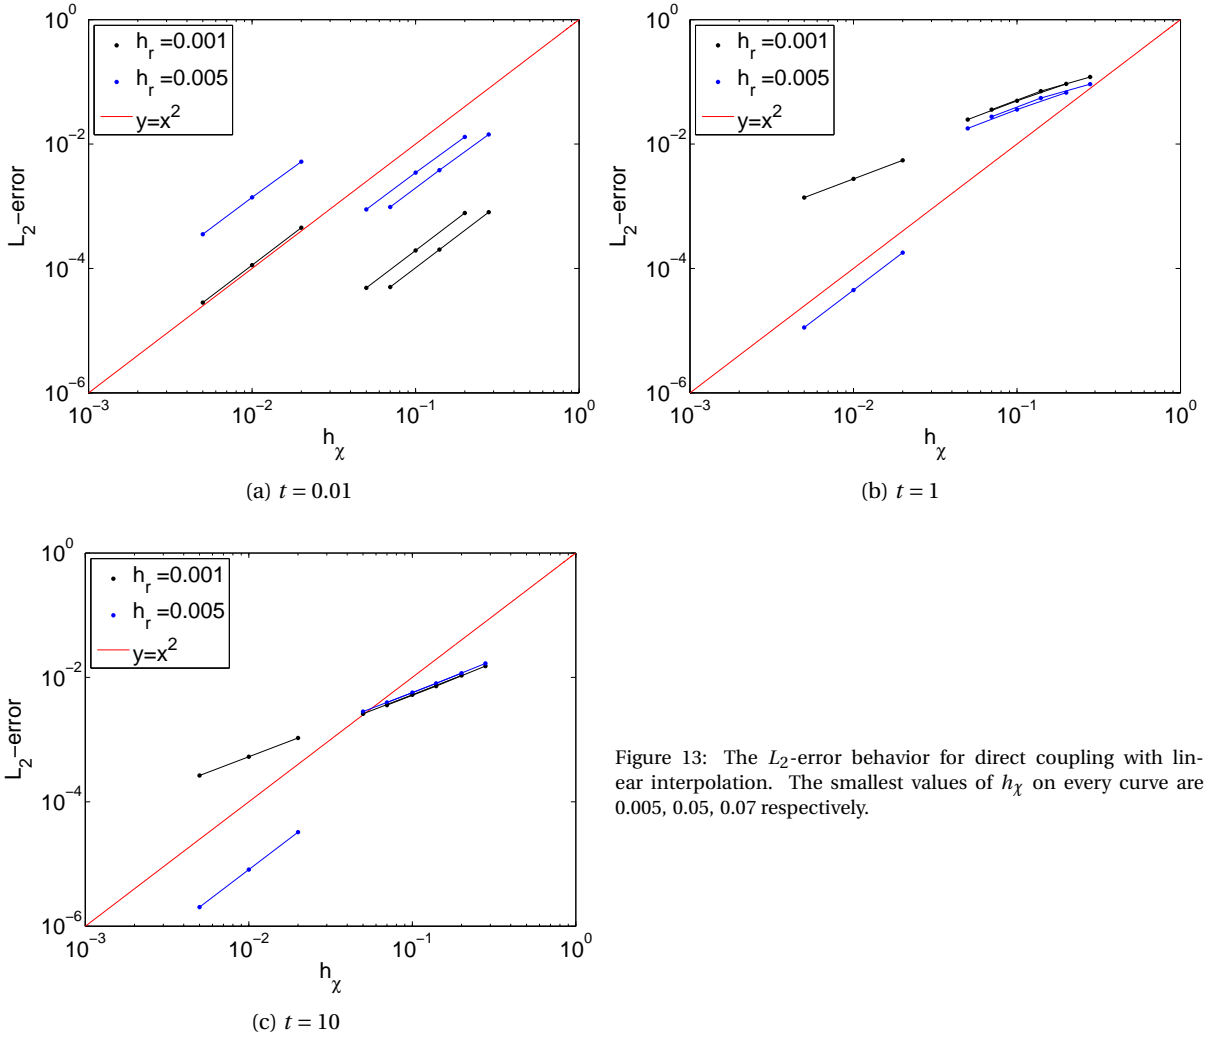 10^0
10^-2
10^-4
10^-6
L_2-error
h_r=0.001
h_r=0.005
y=x^2
10^-3
10^-2
10^-1
10^0
h_χ
(a) t = 0.01
10^0
10^-2
10^-4
10^-6
L_2-error
h_r=0.001
h_r=0.005
y=x^2
10^-3
10^-2
10^-1
10^0
h_χ
(b) t = 1
10^0
10^-2
10^-4
10^-6
L_2-error
h_r=0.001
h_r=0.005
y=x^2
10^-3
10^-2
10^-1
10^0
h_χ
(c) t = 10
Figure 13: The L_2-error behavior for direct coupling with lin-
ear interpolation. The smallest values of h_χ on every curve are
0.005, 0.05, 0.07 respectively.